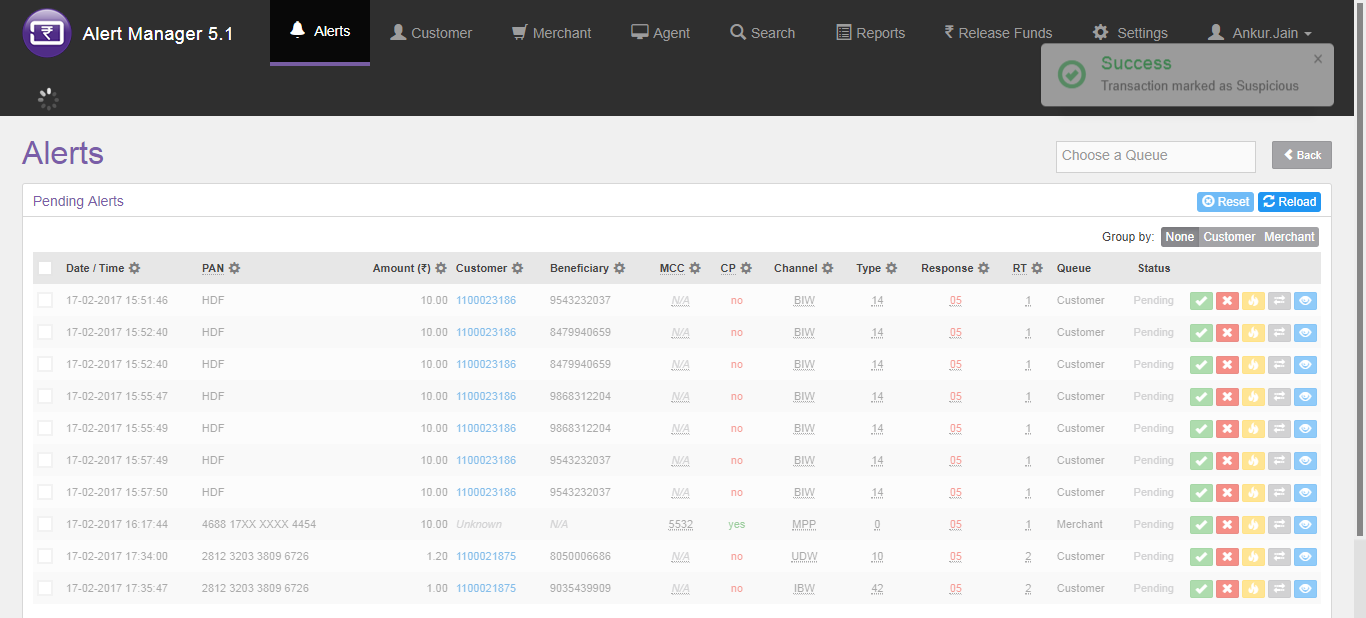 Alert Manager 5.1 Alerts Customer Merchant Agent Search Reports ₹ Release Funds Settings Ankur.Jain
Success ×
Transaction marked as Suspicious
Alerts Choose a Queue Back
Pending Alerts Reset Reload
Group by: None Customer Merchant
Date / Time PAN Amount (₹) Customer Beneficiary MCC CP Channel Type Response RT Queue Status
17-02-2017 15:51:46 HDF 10.00 1100023186 9543232037 N/A no BIW 14 05 1 Customer Pending
17-02-2017 15:52:40 HDF 10.00 1100023186 8479940659 N/A no BIW 14 05 1 Customer Pending
17-02-2017 15:52:40 HDF 10.00 1100023186 8479940659 N/A no BIW 14 05 1 Customer Pending
17-02-2017 15:55:47 HDF 10.00 1100023186 9868312204 N/A no BIW 14 05 1 Customer Pending
17-02-2017 15:55:49 HDF 10.00 1100023186 9868312204 N/A no BIW 14 05 1 Customer Pending
17-02-2017 15:57:49 HDF 10.00 1100023186 9543232037 N/A no BIW 14 05 1 Customer Pending
17-02-2017 15:57:50 HDF 10.00 1100023186 9543232037 N/A no BIW 14 05 1 Customer Pending
17-02-2017 16:17:44 4688 17XX XXXX 4454 10.00 Unknown N/A 5532 yes MPP 0 05 1 Merchant Pending
17-02-2017 17:34:00 2812 3203 3809 6726 1.20 1100021875 8050006686 N/A no UDW 10 05 2 Customer Pending
17-02-2017 17:35:47 2812 3203 3809 6726 1.00 1100021875 9035439909 N/A no IBW 42 05 2 Customer Pending